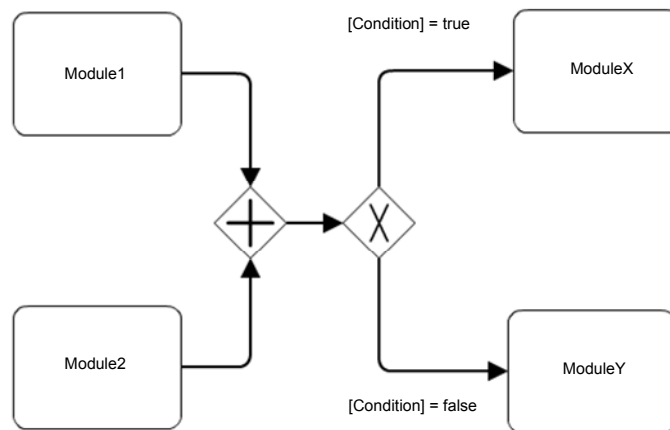 [Condition] = true
Module1
ModuleX
Module2
ModuleY
[Condition] = false